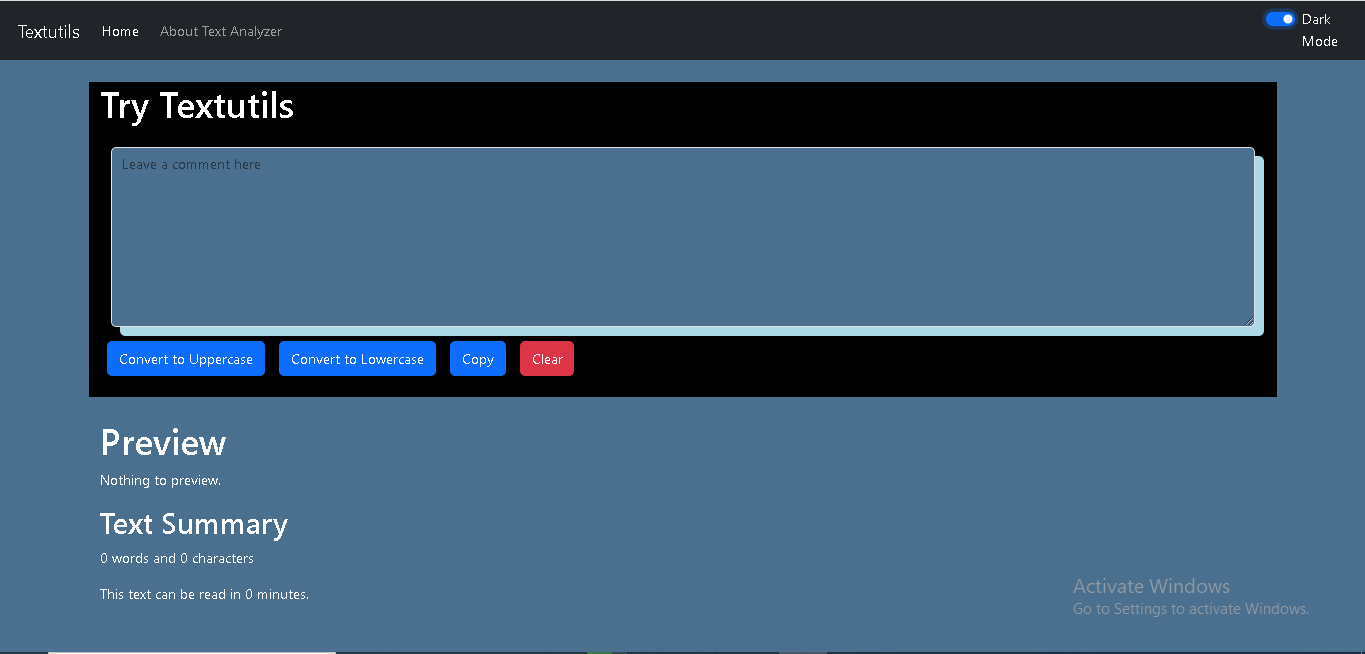 Textutils Home About Text Analyzer Dark
Mode
Try Textutils
Leave a comment here
Convert to Uppercase Convert to Lowercase Copy Clear
Preview
Nothing to preview.
Text Summary
0 words and 0 characters
This text can be read in 0 minutes.
Activate Windows
Go to Settings to activate Windows.